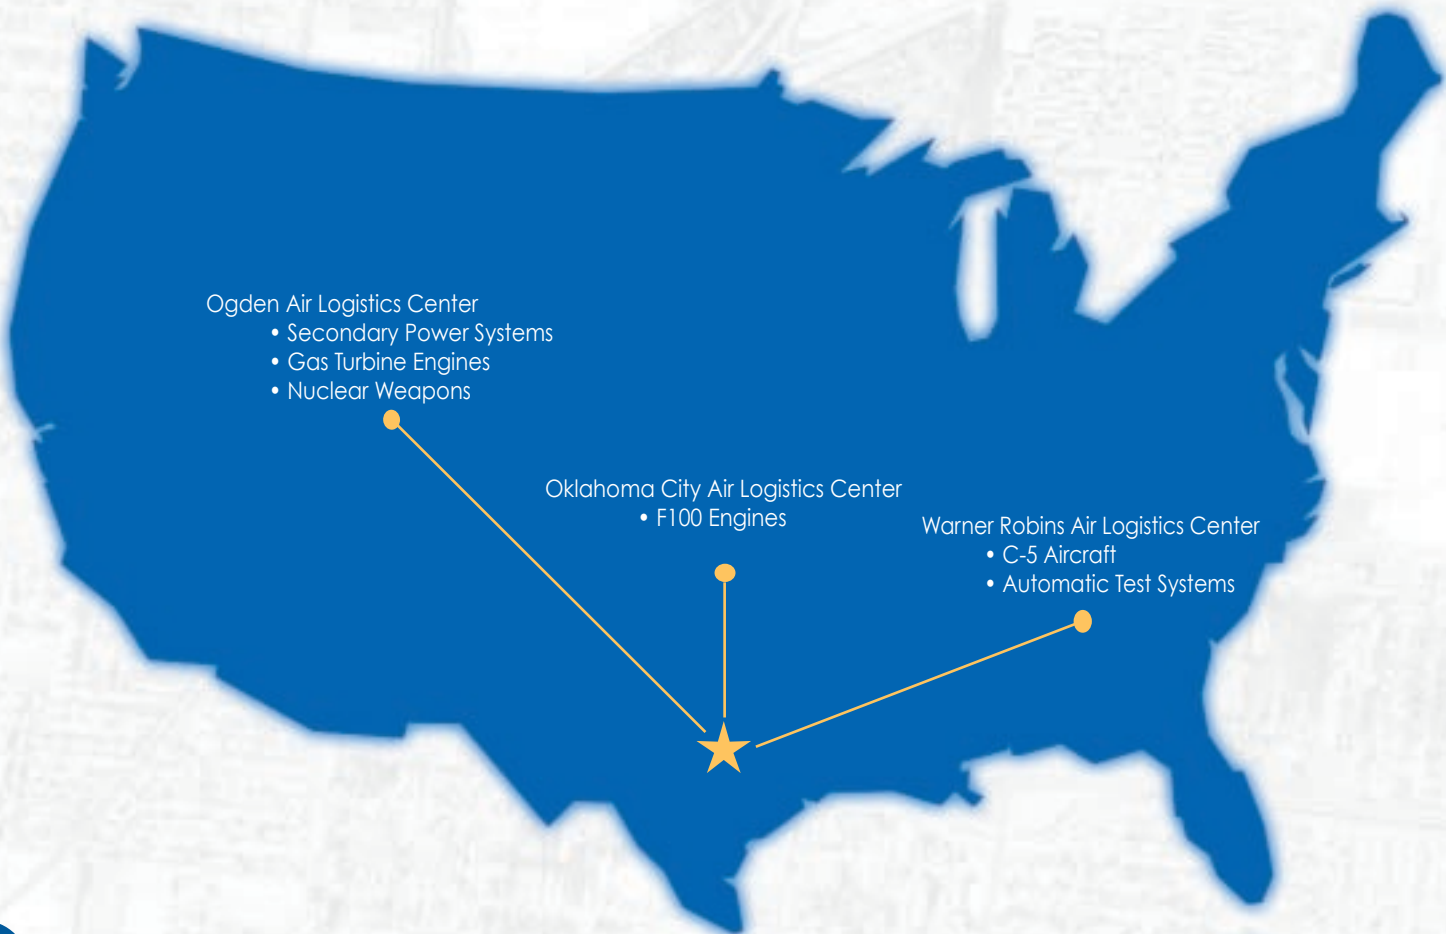 Ogden Air Logistics Center
• Secondary Power Systems
• Gas Turbine Engines
• Nuclear Weapons
Oklahoma City Air Logistics Center
• F100 Engines
Warner Robins Air Logistics Center
• C-5 Aircraft
• Automatic Test Systems